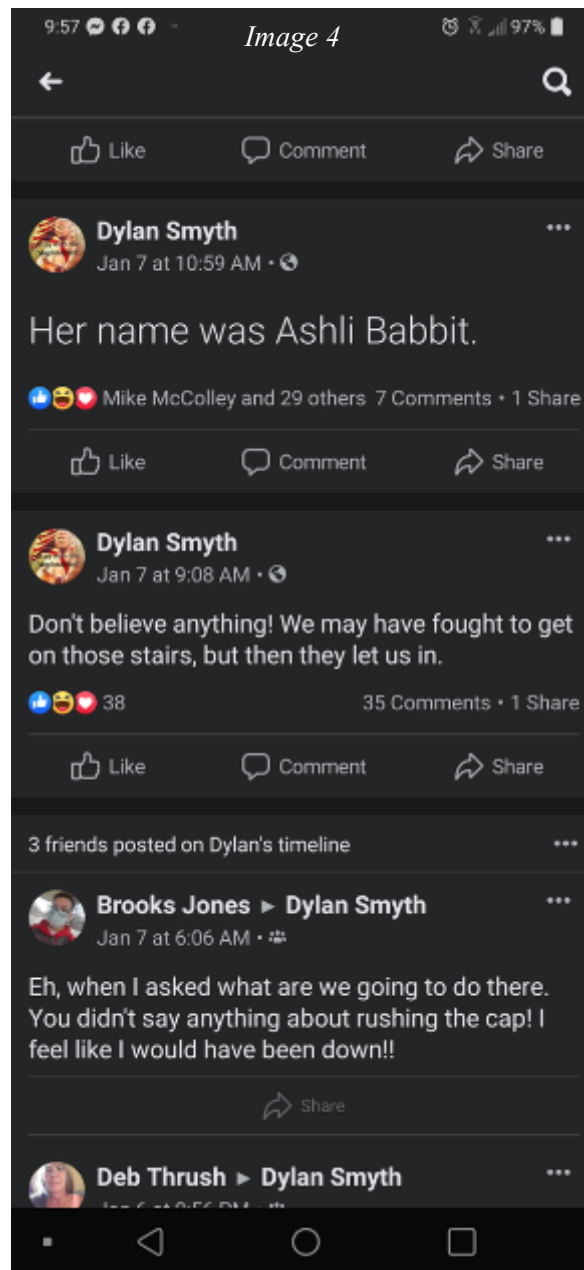 9:57
Image 4
97%
Like Comment Share
Dylan Smyth
Jan 7 at 10:59 AM •
Her name was Ashli Babbit.
Mike McColley and 29 others 7 Comments • 1 Share
Like Comment Share
Dylan Smyth
Jan 7 at 9:08 AM •
Don't believe anything! We may have fought to get
on those stairs, but then they let us in.
38 35 Comments • 1 Share
Like Comment Share
3 friends posted on Dylan's timeline
Brooks Jones ▸ Dylan Smyth
Jan 7 at 6:06 AM •
Eh, when I asked what are we going to do there.
You didn't say anything about rushing the cap! I
feel like I would have been down!!
Share
Deb Thrush ▸ Dylan Smyth